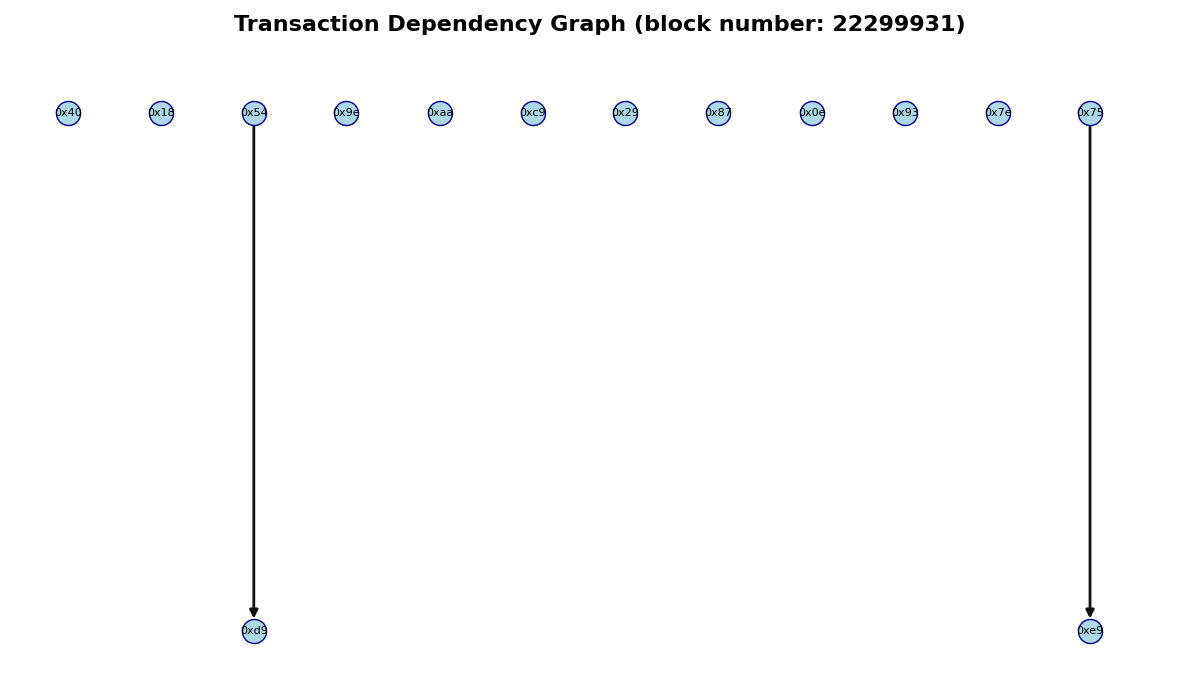 Transaction Dependency Graph (block number: 22299931)
0x40 0x18 0x54 0x9e 0xaa 0xc9 0x29 0x87 0x0e 0x93 0x7e 0x75
0xd9 0xe9